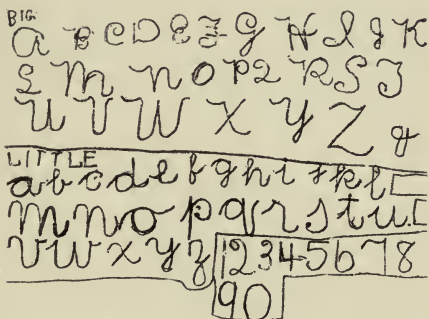 BIG
a B C D E F G H I J K
L M N O P Q R S T
U V W X Y Z &
LITTLE
a b c d e f g h i j k l
m n o p q r s t u
v w x y z 1 2 3 4 5 6 7 8
9 0